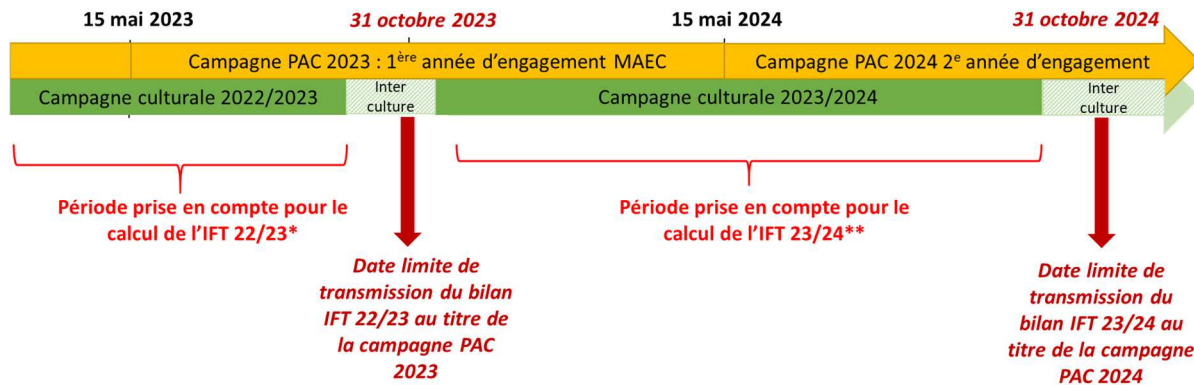 15 mai 2023
31 octobre 2023
15 mai 2024
31 octobre 2024
Campagne PAC 2023 : 1ère année d'engagement MAEC
Campagne PAC 2024 2e année d'engagement
Campagne culturale 2022/2023
Inter
culture
Campagne culturale 2023/2024
Inter
culture
Période prise en compte pour le
calcul de l'IFT 22/23*
Période prise en compte pour le
calcul de l'IFT 23/24**
Date limite de
transmission du bilan
IFT 22/23 au titre de
la campagne PAC
2023
Date limite de
transmission du
bilan IFT 23/24 au
titre de la campagne
PAC 2024